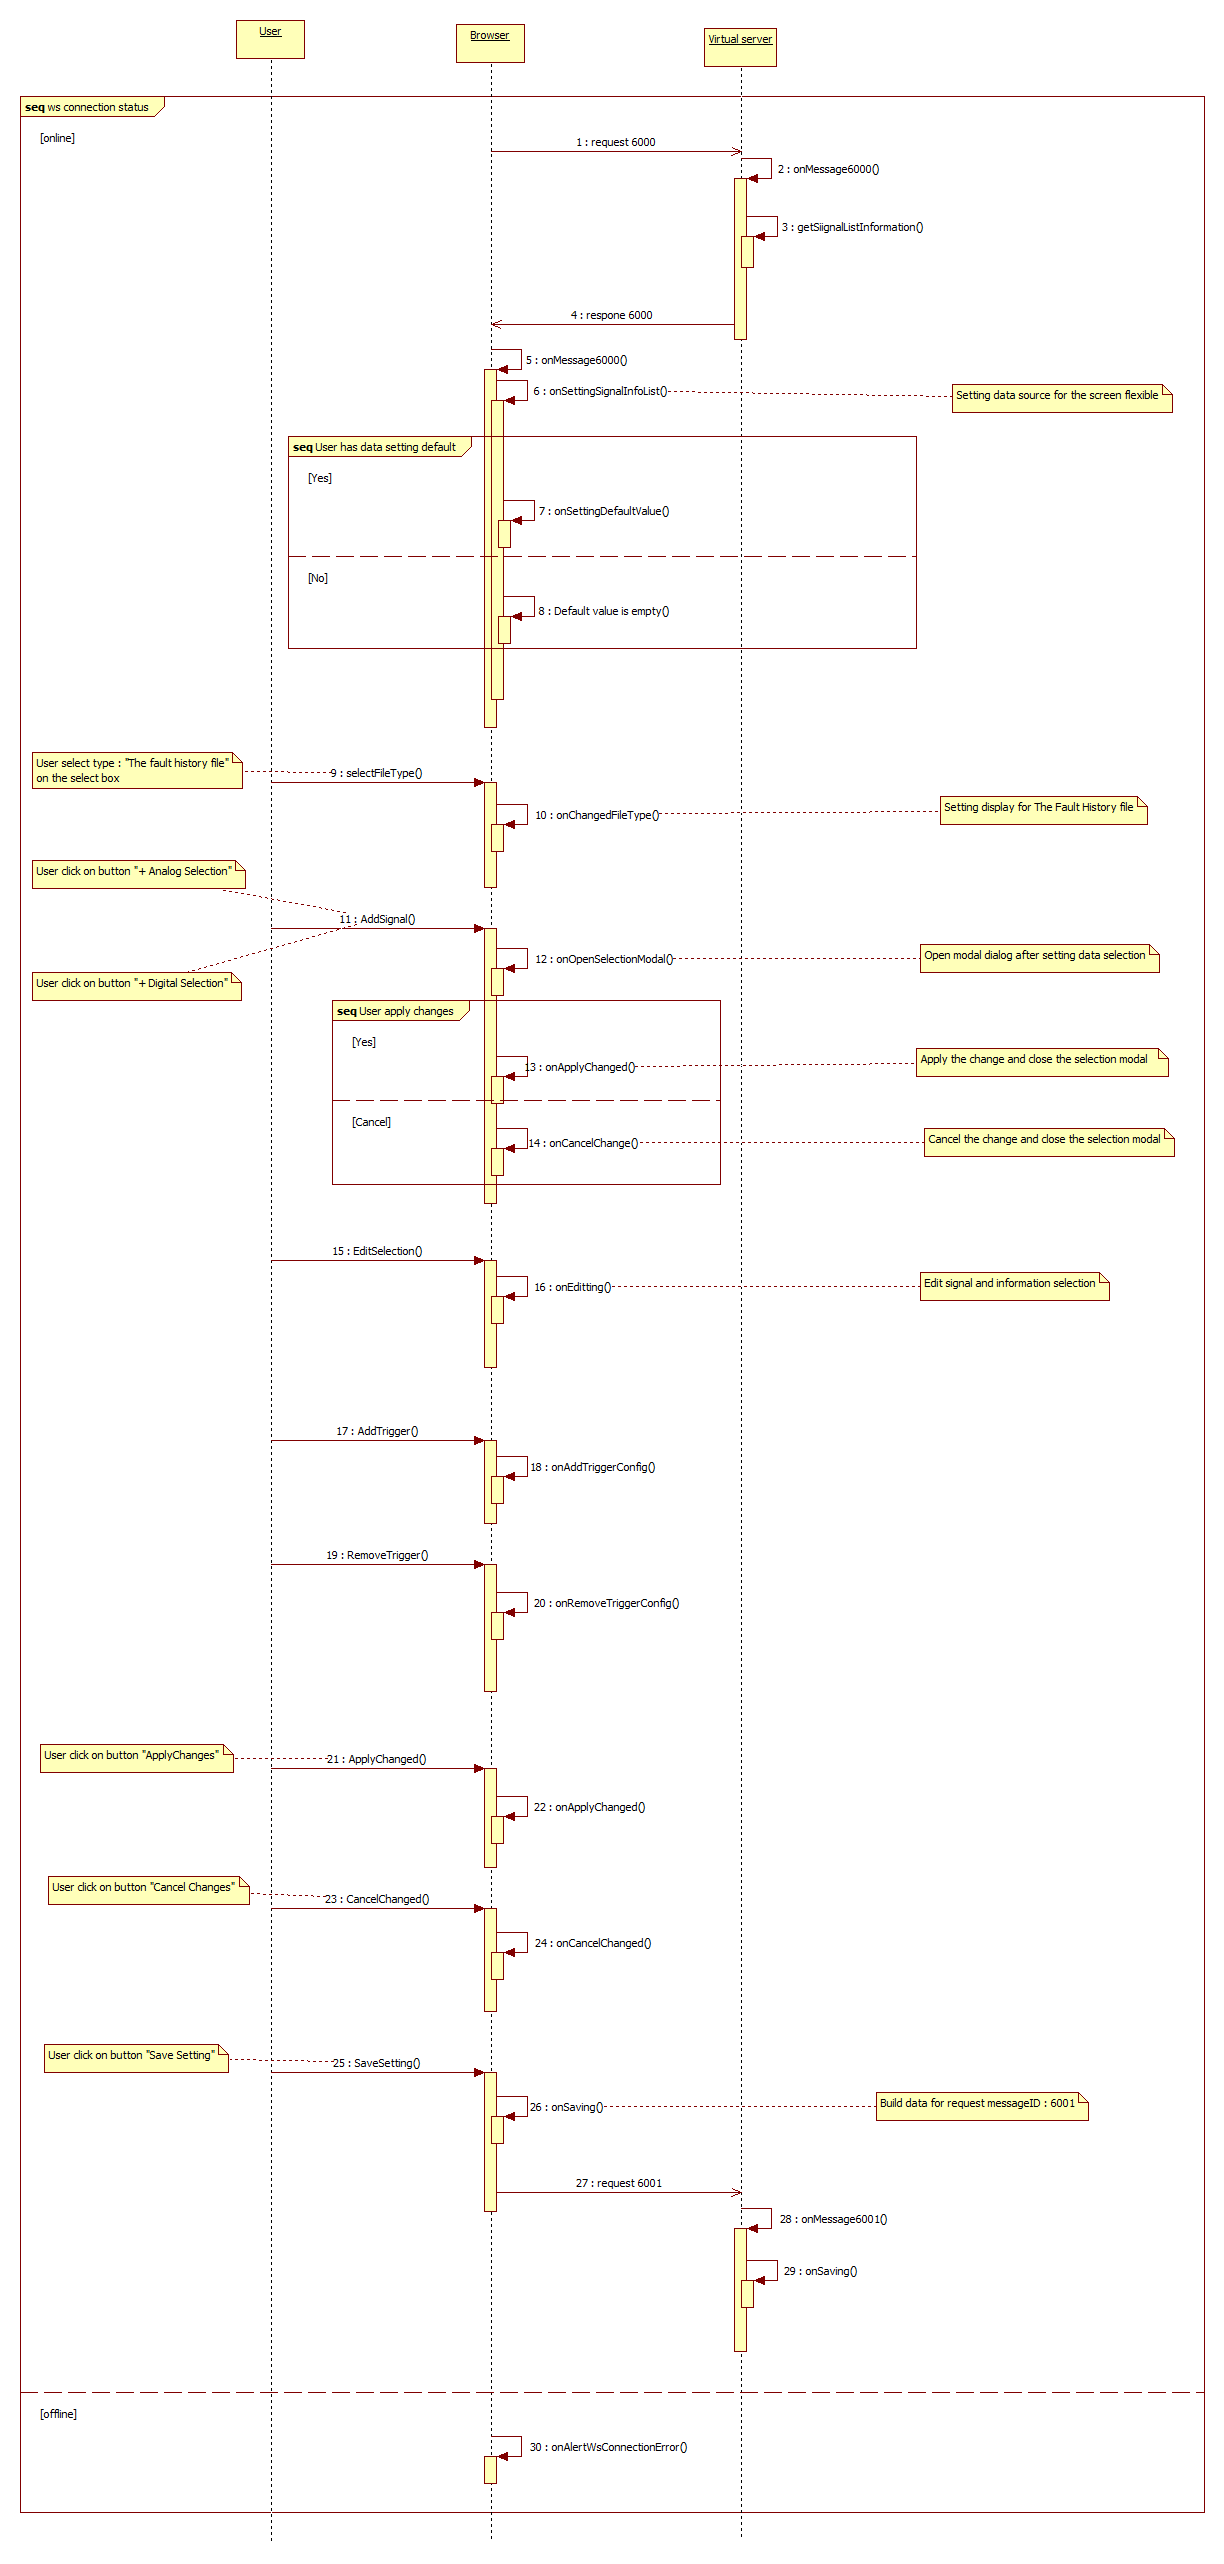 User
Browser
Virtual server
seq ws connection status
[online]
1 : request 6000
2 : onMessage6000()
3 : getSiignalListInformation()
4 : respone 6000
5 : onMessage6000()
6 : onSettingSignalInfoList()
Setting data source for the screen flexible
seq User has data setting default
[Yes]
7 : onSettingDefaultValue()
[No]
8 : Default value is empty()
User select type : "The fault history file"
on the select box
9 : selectFileType()
10 : onChangedFileType()
Setting display for The Fault History file
User click on button "+ Analog Selection"
11 : AddSignal()
12 : onOpenSelectionModal()
Open modal dialog after setting data selection
User click on button "+ Digital Selection"
seq User apply changes
[Yes]
13 : onApplyChanged()
Apply the change and close the selection modal
[Cancel]
14 : onCancelChange()
Cancel the change and close the selection modal
15 : EditSelection()
16 : onEditting()
Edit signal and information selection
17 : AddTrigger()
18 : onAddTriggerConfig()
19 : RemoveTrigger()
20 : onRemoveTriggerConfig()
User click on button "ApplyChanges"
21 : ApplyChanged()
22 : onApplyChanged()
User click on button "Cancel Changes"
23 : CancelChanged()
24 : onCancelChanged()
User click on button "Save Setting"
25 : SaveSetting()
26 : onSaving()
Build data for request messageID : 6001
27 : request 6001
28 : onMessage6001()
29 : onSaving()
[offline]
30 : onAlertWsConnectionError()